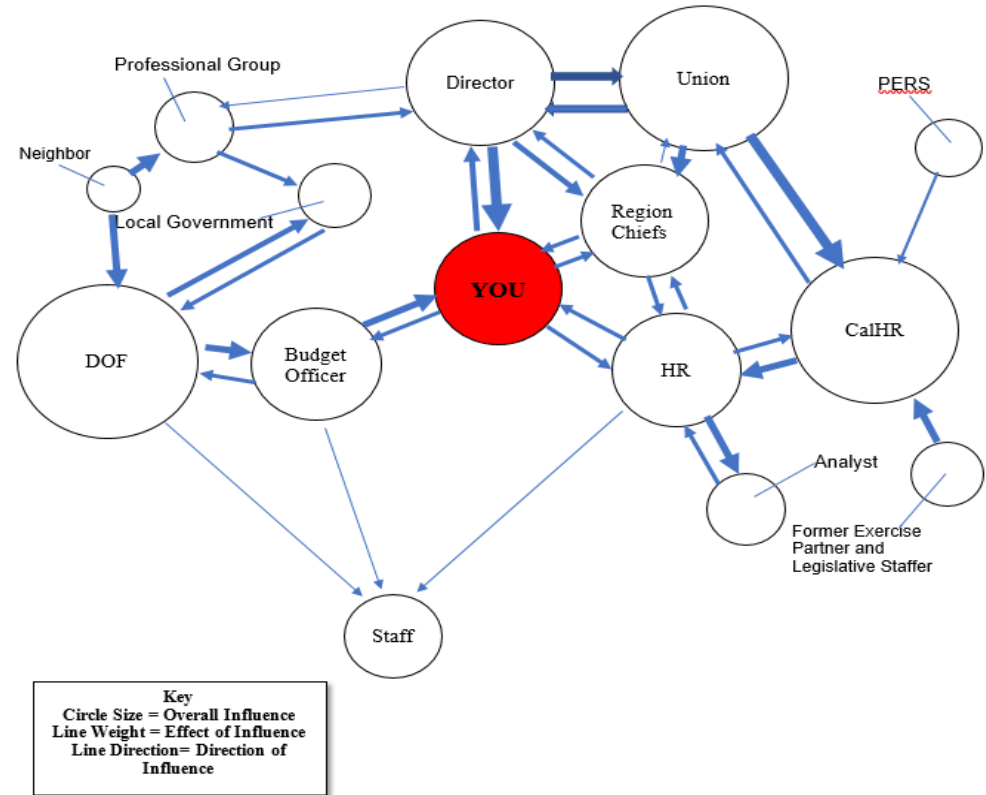 Professional Group
Director
Union
PERS
Neighbor
Local Government
Region
Chiefs
YOU
DOF
Budget
Officer
HR
CalHR
Analyst
Former Exercise
Partner and
Legislative Staffer
Staff
Key
Circle Size = Overall Influence
Line Weight = Effect of Influence
Line Direction= Direction of
Influence